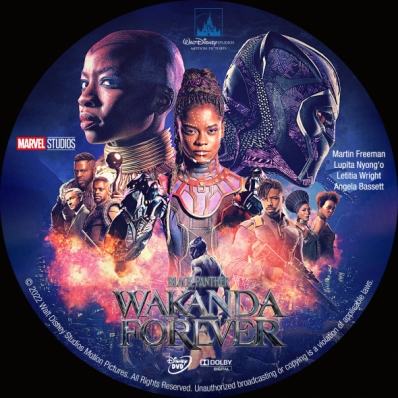 WALT DISNEY STUDIOS
MOTION PICTURES
MARVEL STUDIOS
Martin Freeman
Lupita Nyong'o
Letitia Wright
Angela Bassett
BLACK PANTHER
WAKANDA
FOREVER
Disney
DVD
DOLBY
DIGITAL
© 2022 Walt Disney Studios Motion Pictures. All Rights Reserved. Unauthorized broadcasting or copying is a violation of applicable laws.